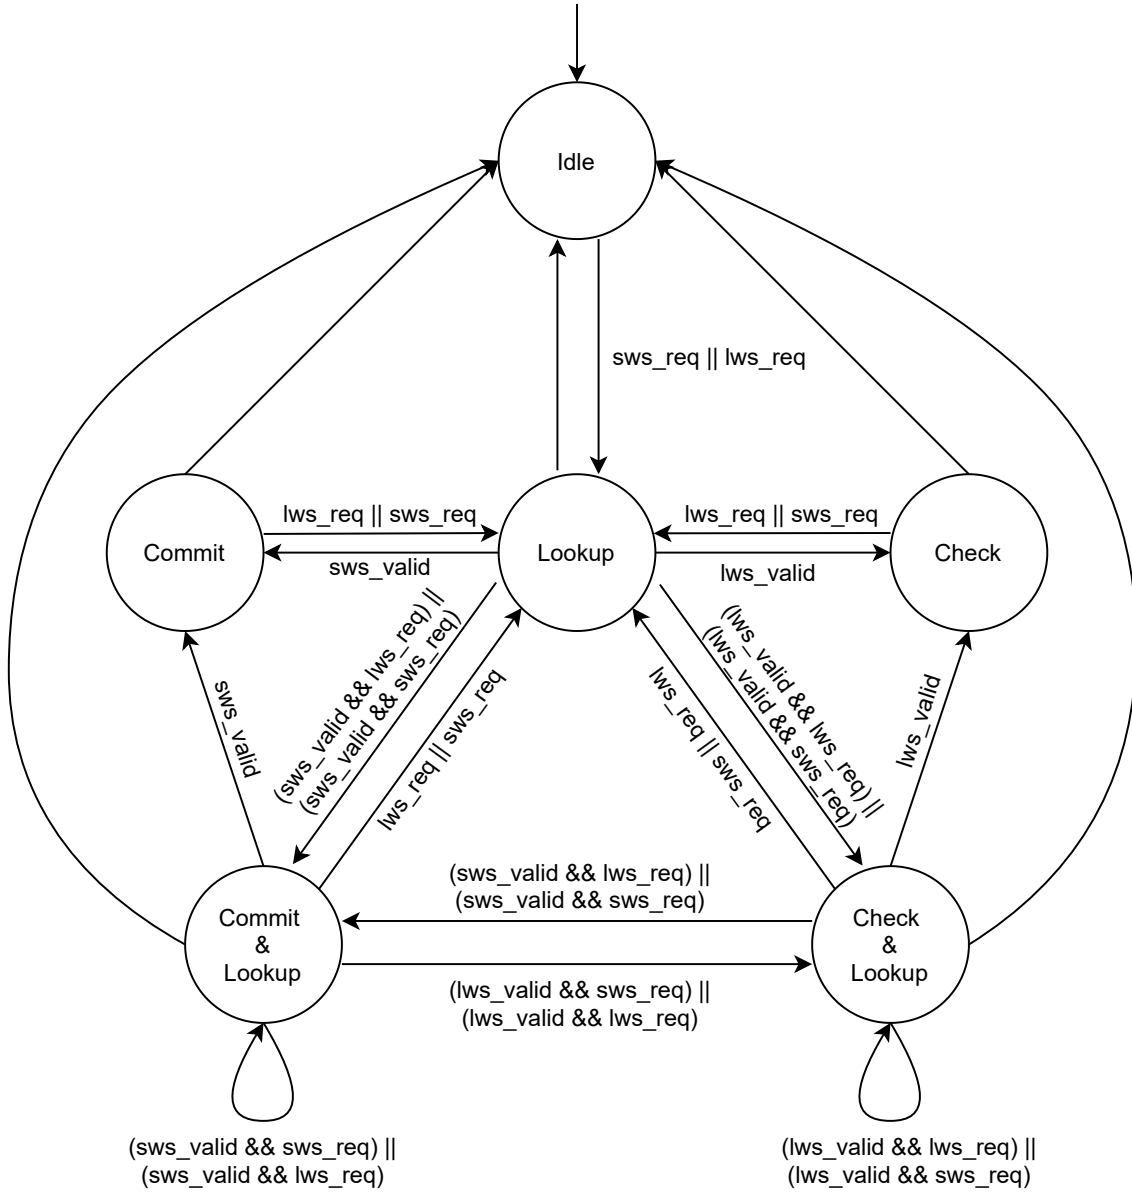 Idle
sws_req || lws_req
lws_req || sws_req
lws_req || sws_req
Commit
Lookup
Check
sws_valid
lws_valid
(sws_valid && lws_req) ||
(sws_valid && sws_req)
(lws_valid && lws_req) ||
(lws_valid && sws_req)
sws_valid
lws_req || sws_req
lws_req || sws_req
lws_valid
(sws_valid && lws_req) ||
(sws_valid && sws_req)
Commit
&
Lookup
Check
&
Lookup
(lws_valid && sws_req) ||
(lws_valid && lws_req)
(sws_valid && sws_req) ||
(sws_valid && lws_req)
(lws_valid && lws_req) ||
(lws_valid && sws_req)